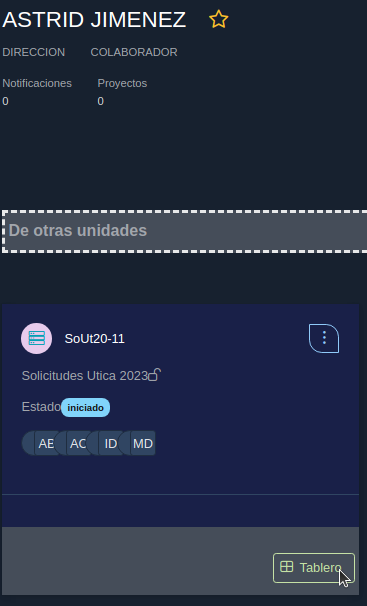 ASTRID JIMENEZ
DIRECCION COLABORADOR
Notificaciones Proyectos
0 0
De otras unidades
SoUt20-11
Solicitudes Utica 2023
Estado iniciado
AE AC ID MD
Tablero